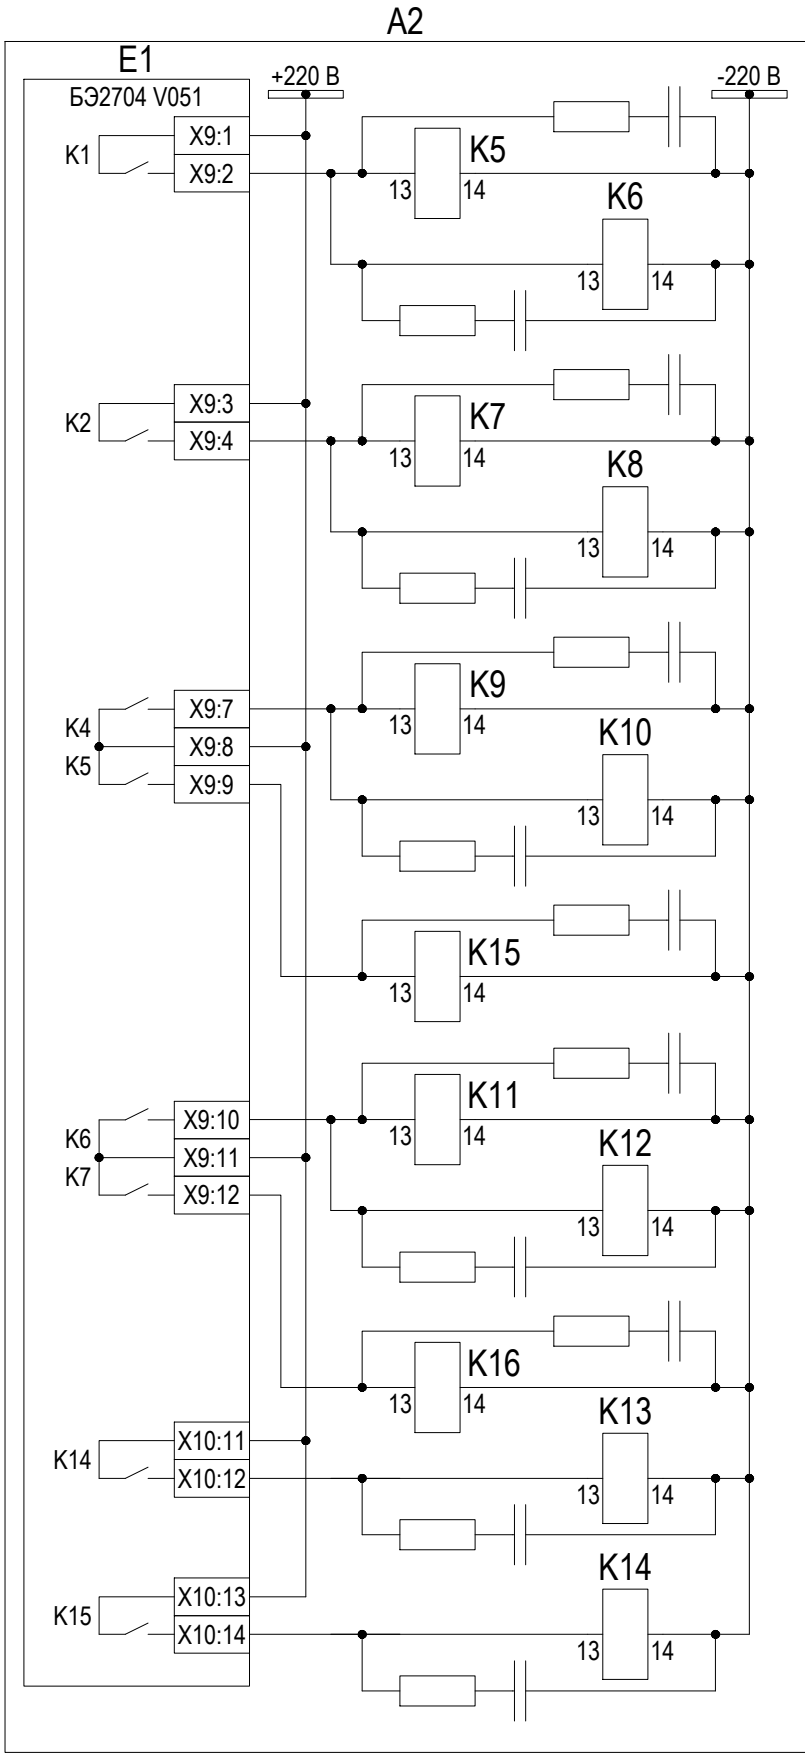 A2
E1
БЭ2704 V051
+220 В
-220 В
K1
X9:1
X9:2
K5
13
14
K6
13
14
K2
X9:3
X9:4
K7
13
14
K8
13
14
K4
K5
X9:7
X9:8
X9:9
K9
13
14
K10
13
14
K15
13
14
K6
K7
X9:10
X9:11
X9:12
K11
13
14
K12
13
14
K16
13
14
K14
X10:11
X10:12
K13
13
14
K15
X10:13
X10:14
K14
13
14